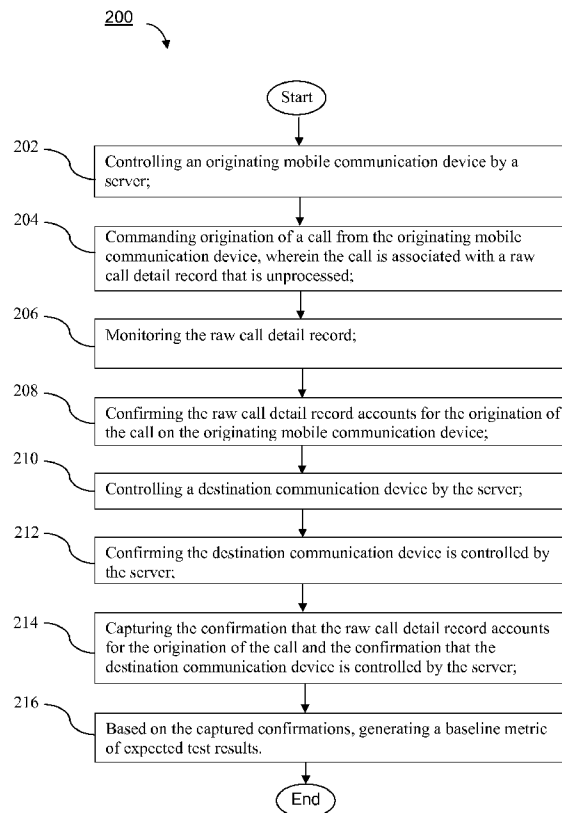 200
Start
202
Controlling an originating mobile communication device by a
server;
204
Commanding origination of a call from the originating mobile
communication device, wherein the call is associated with a raw
call detail record that is unprocessed;
206
Monitoring the raw call detail record;
208
Confirming the raw call detail record accounts for the origination of
the call on the originating mobile communication device;
210
Controlling a destination communication device by the server;
212
Confirming the destination communication device is controlled by
the server;
214
Capturing the confirmation that the raw call detail record accounts
for the origination of the call and the confirmation that the
destination communication device is controlled by the server;
216
Based on the captured confirmations, generating a baseline metric
of expected test results.
End